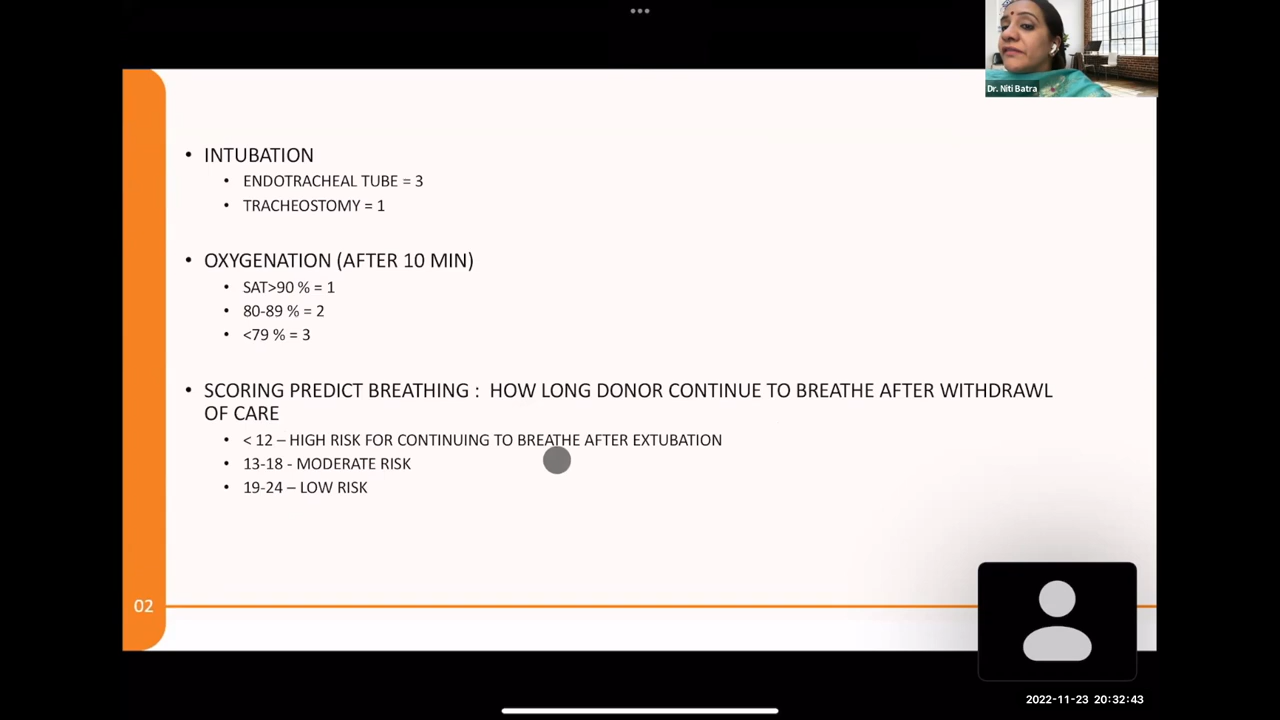 Dr. Niti Batra
• INTUBATION
• ENDOTRACHEAL TUBE = 3
• TRACHEOSTOMY = 1
• OXYGENATION (AFTER 10 MIN)
• SAT>90 % = 1
• 80-89 % = 2
• <79 % = 3
• SCORING PREDICT BREATHING : HOW LONG DONOR CONTINUE TO BREATHE AFTER WITHDRAWL
OF CARE
• < 12 – HIGH RISK FOR CONTINUING TO BREATHE AFTER EXTUBATION
• 13-18 - MODERATE RISK
• 19-24 – LOW RISK
02
2022-11-23 20:32:43